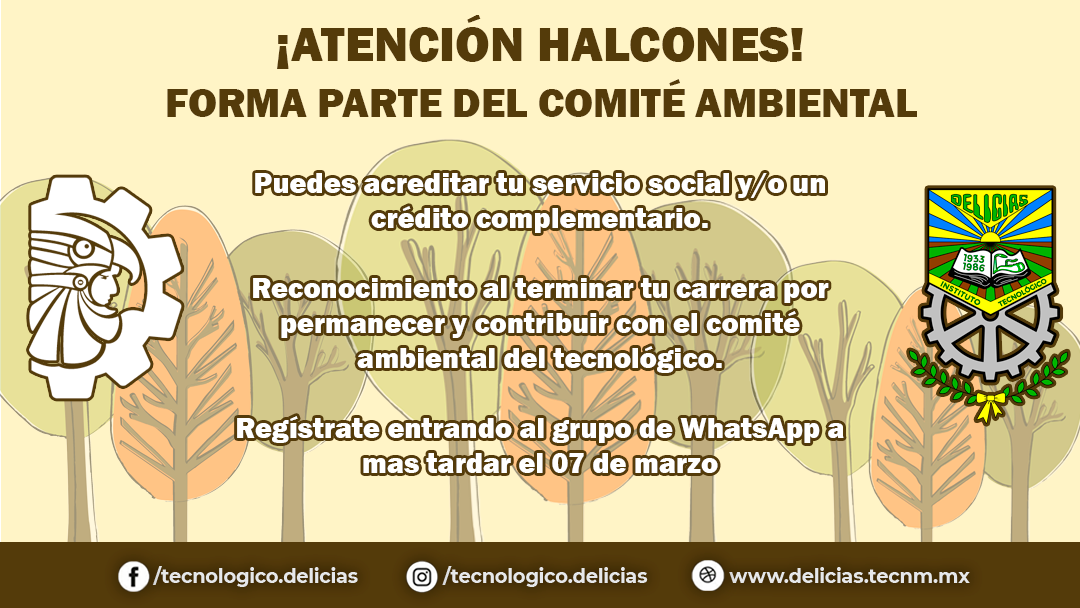 ¡ATENCIÓN HALCONES!
FORMA PARTE DEL COMITÉ AMBIENTAL
Puedes acreditar tu servicio social y/o un
crédito complementario.
Reconocimiento al terminar tu carrera por
permanecer y contribuir con el comité
ambiental del tecnológico.
Regístrate entrando al grupo de WhatsApp a
mas tardar el 07 de marzo
DELICIAS
1933
1986
INSTITUTO TECNOLÓGICO
/tecnologico.delicias
/tecnologico.delicias
www.delicias.tecnm.mx